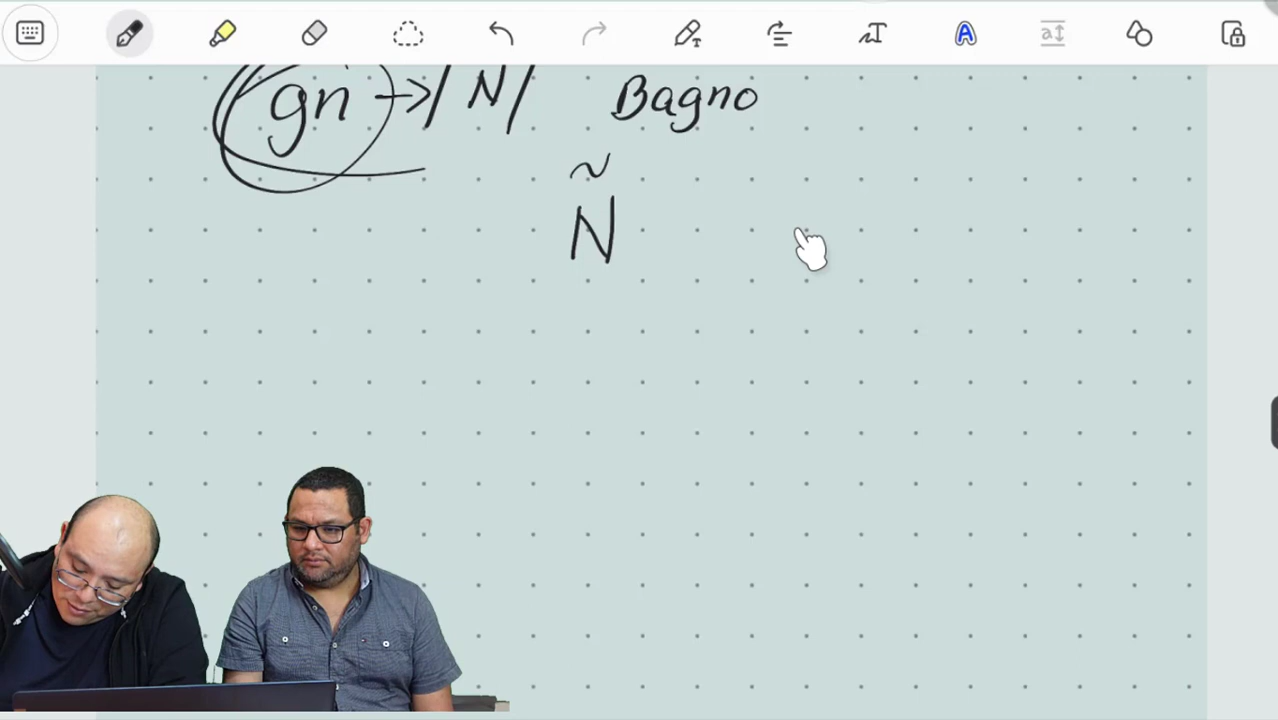 gn → /N/ Bagno
Ñ